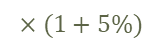 × (1 + 5%)